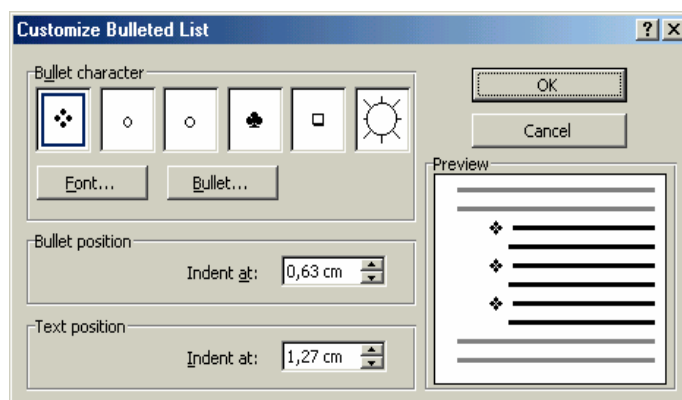 Customize Bulleted List
Bullet character
Font...
Bullet...
OK
Cancel
Preview
Bullet position
Indent at:
0,63 cm
Text position
Indent at:
1,27 cm